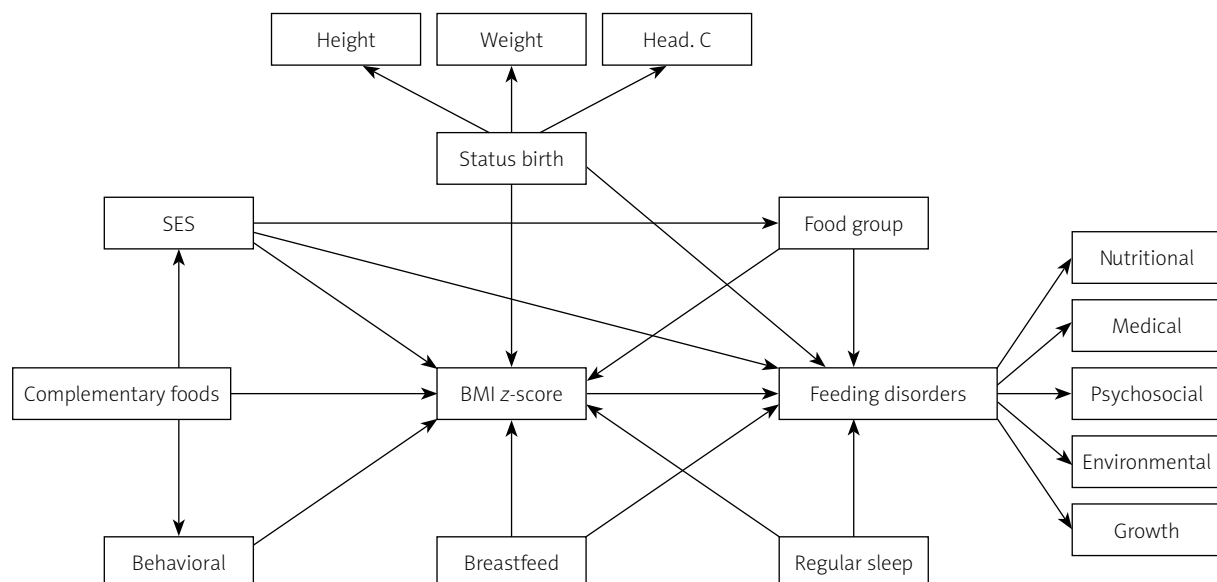 Height
Weight
Head. C
Status birth
SES
Food group
Nutritional
Medical
Complementary foods
BMI z-score
Feeding disorders
Psychosocial
Environmental
Growth
Behavioral
Breastfeed
Regular sleep